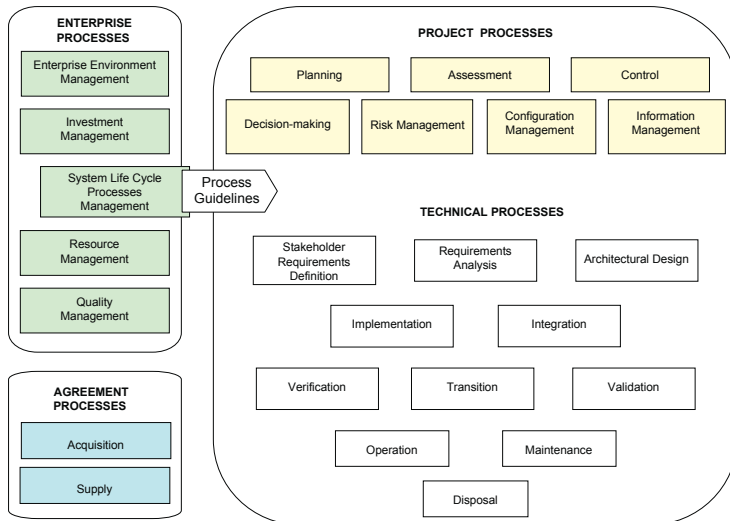 ENTERPRISE
PROCESSES
Enterprise Environment
Management
Investment
Management
System Life Cycle
Processes
Management
Resource
Management
Quality
Management
AGREEMENT
PROCESSES
Acquisition
Supply
Process
Guidelines
PROJECT PROCESSES
Planning
Assessment
Control
Decision-making
Risk Management
Configuration
Management
Information
Management
TECHNICAL PROCESSES
Stakeholder
Requirements
Definition
Requirements
Analysis
Architectural Design
Implementation
Integration
Verification
Transition
Validation
Operation
Maintenance
Disposal